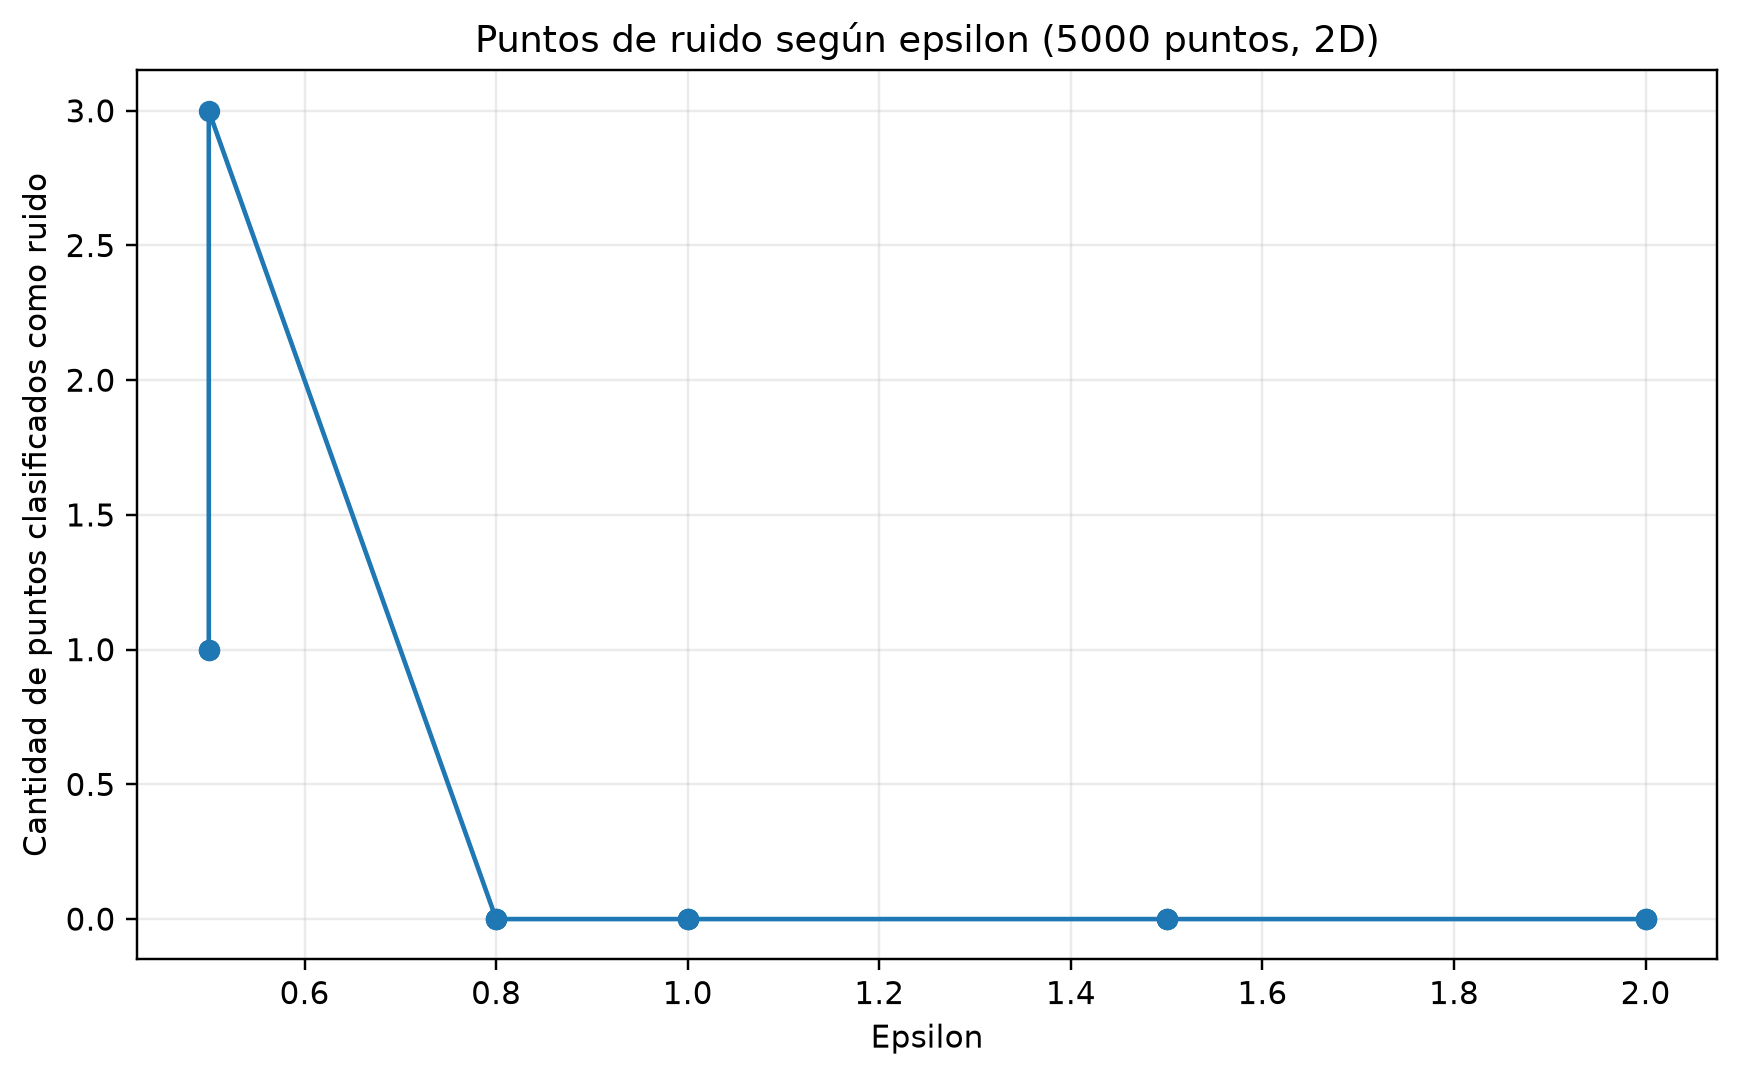 Puntos de ruido según epsilon (5000 puntos, 2D)
Cantidad de puntos clasificados como ruido
3.0
2.5
2.0
1.5
1.0
0.5
0.0
0.6 0.8 1.0 1.2 1.4 1.6 1.8 2.0
Epsilon